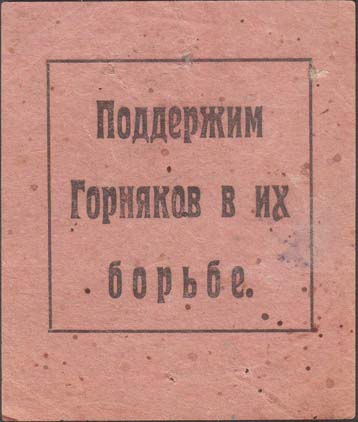 Поддержим
Горняков в их
борьбе.